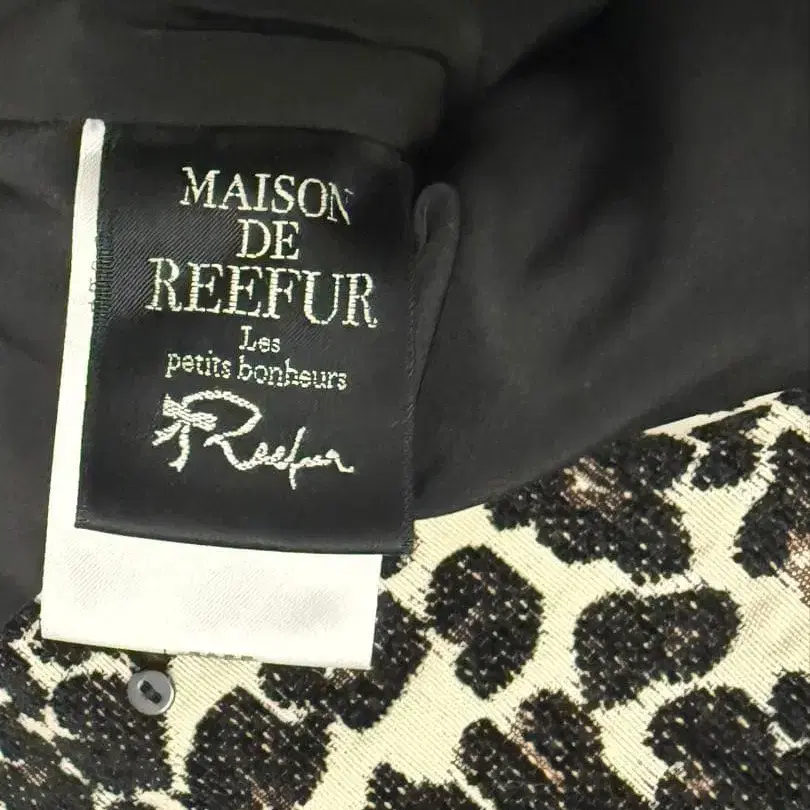 MAISON
DE
REEFUR
Les
petits bonheurs
Reefur